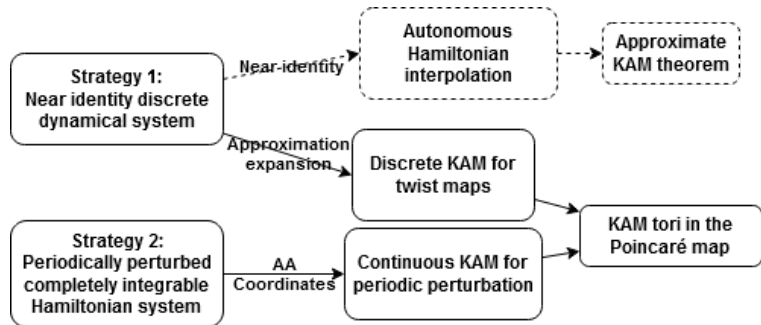 Strategy 1:
Near identity discrete
dynamical system
Near-identity
Autonomous
Hamiltonian
interpolation
Approximate
KAM theorem
Approximation
expansion
Discrete KAM for
twist maps
Strategy 2:
Periodically perturbed
completely integrable
Hamiltonian system
AA
Coordinates
Continuous KAM for
periodic perturbation
KAM tori in the
Poincaré map